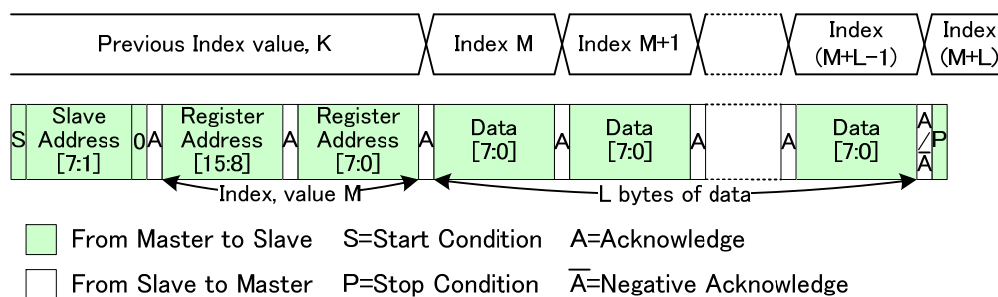 Previous Index value, K
Index M
Index M+1
Index
(M+L-1)
Index
(M+L)
S
Slave
Address
[7:1]
0
A
Register
Address
[15:8]
A
Register
Address
[7:0]
A
Data
[7:0]
A
Data
[7:0]
A
A
Data
[7:0]
A
/
A̅
P
Index, value M
L bytes of data
From Master to Slave
S=Start Condition
A=Acknowledge
From Slave to Master
P=Stop Condition
A̅=Negative Acknowledge